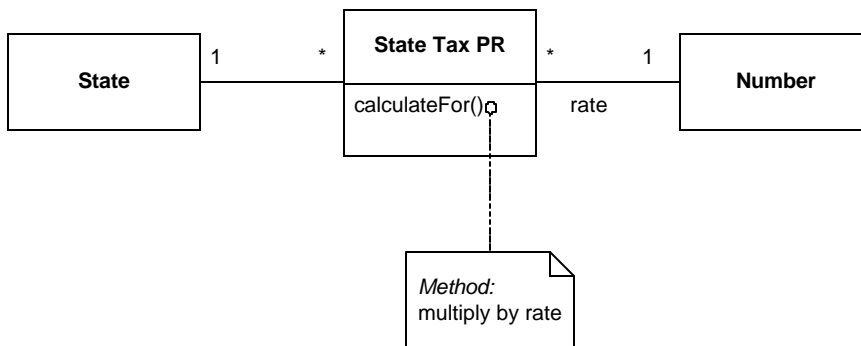 State
1
*
State Tax PR
calculateFor()
*
1
rate
Number
Method:
multiply by rate